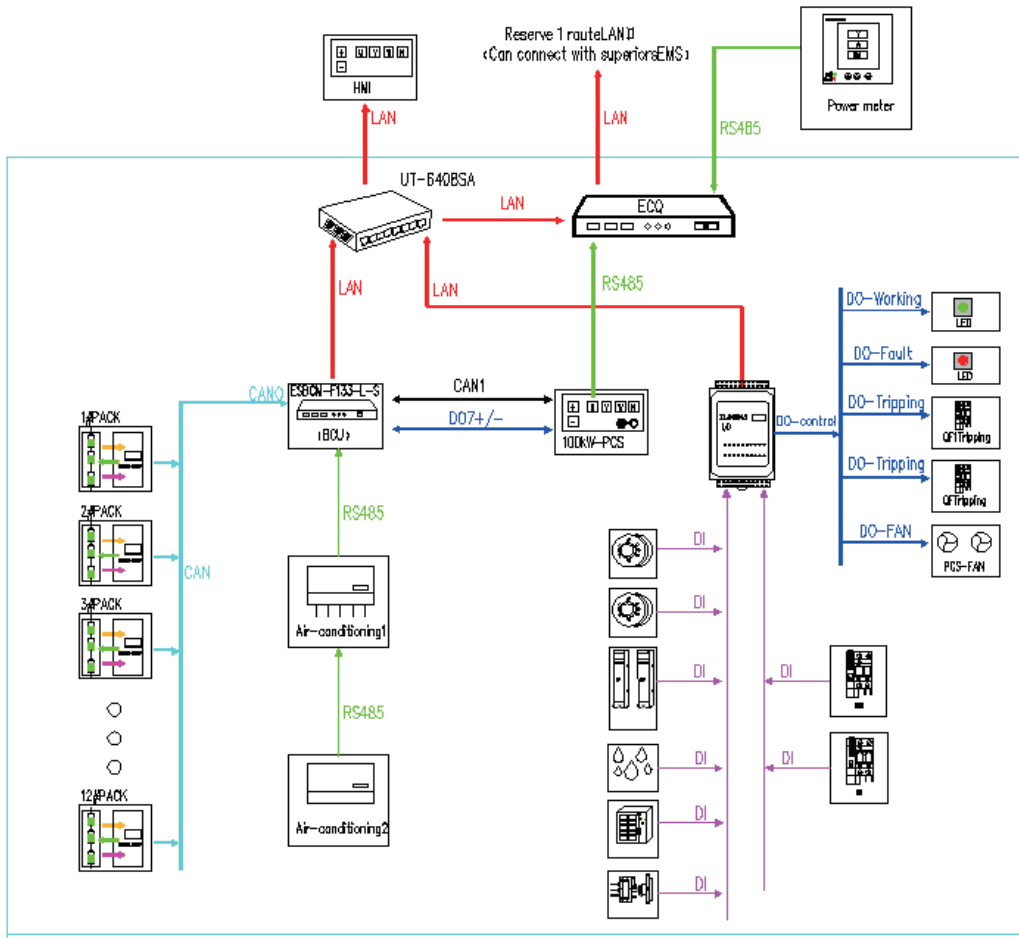 Reserve 1 routeLAN口
(Can connect with superiorsEMS)
HMI
Power meter
LAN
LAN
RS485
UT-6408SA
LAN
ECQ
LAN
LAN
RS485
DO-Working
LED
DO-Fault
LED
CAN0
ESBCM-F133-L-S
(BCU)
CAN1
DO7+/-
100kW-PCS
I/O
DO-control
DO-Tripping
QF1Tripping
DO-Tripping
QFTripping
DO-FAN
PCS-FAN
1#PACK
2#PACK
CAN
3#PACK
12#PACK
RS485
Air-conditioning1
RS485
Air-conditioning2
DI
DI
DI
DI
DI
DI
DI
DI